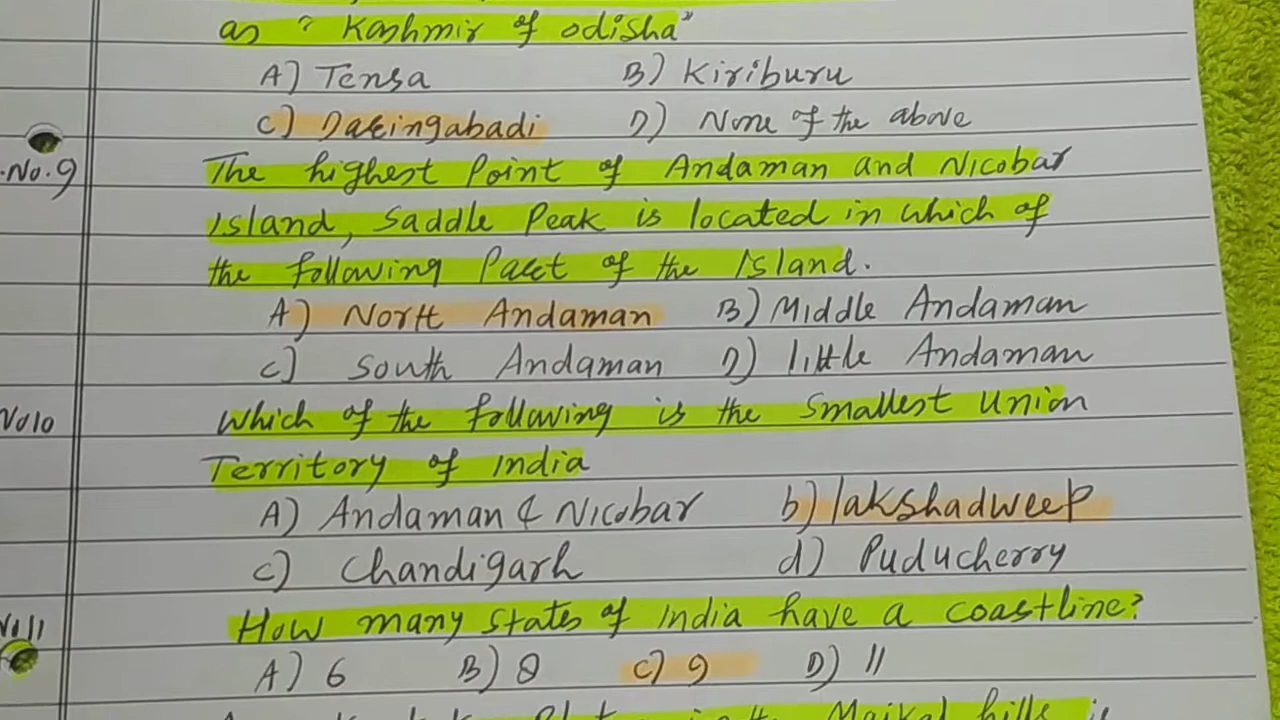 as "Kashmir of odisha"
A) Tensa B) Kiriburu
C) Daringabadi D) None of the above
.No.9 The highest Point of Andaman and Nicobar
Island, Saddle Peak is located in which of
the following Part of the Island.
A) North Andaman B) Middle Andaman
C) South Andaman D) little Andaman
No10 Which of the following is the Smallest Union
Territory of India
A) Andaman & Nicobar b) lakshadweep
C) Chandigarh d) Puducherry
No11 How many states of India have a coastline?
A) 6 B) 8 C) 9 D) 11
Maikal hills is